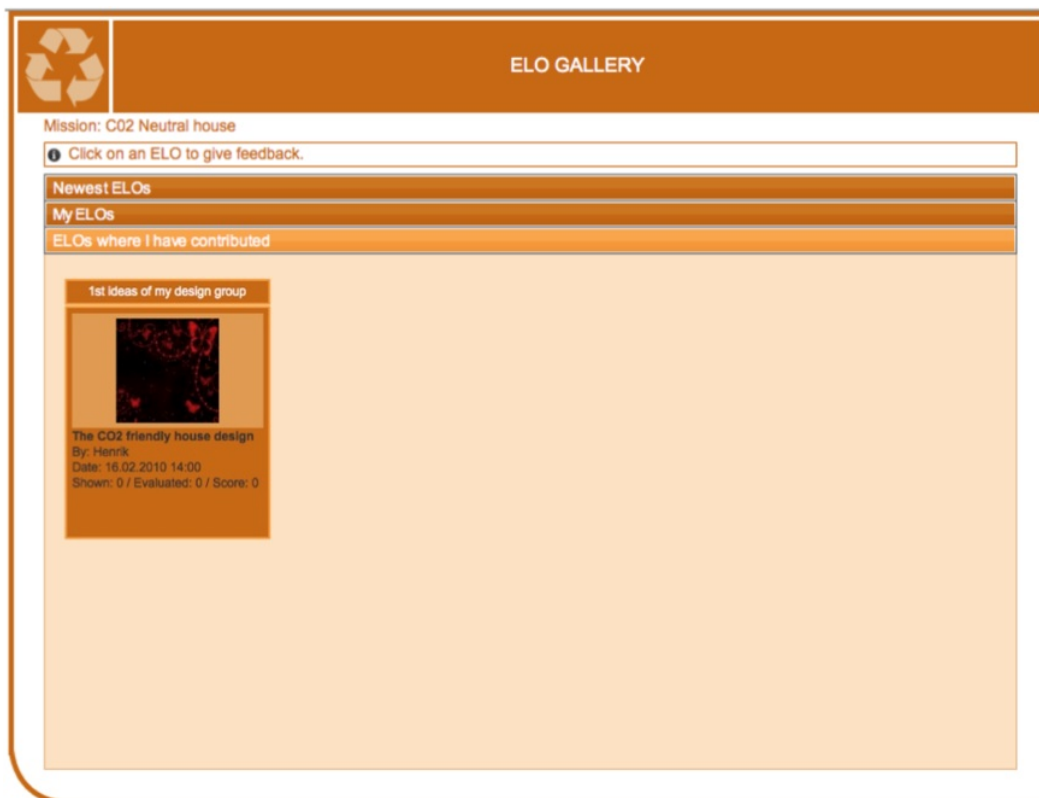 ELO GALLERY
Mission: C02 Neutral house
Click on an ELO to give feedback.
Newest ELOs
My ELOs
ELOs where I have contributed
1st ideas of my design group
The CO2 friendly house design
By: Henrik
Date: 16.02.2010 14:00
Shown: 0 / Evaluated: 0 / Score: 0